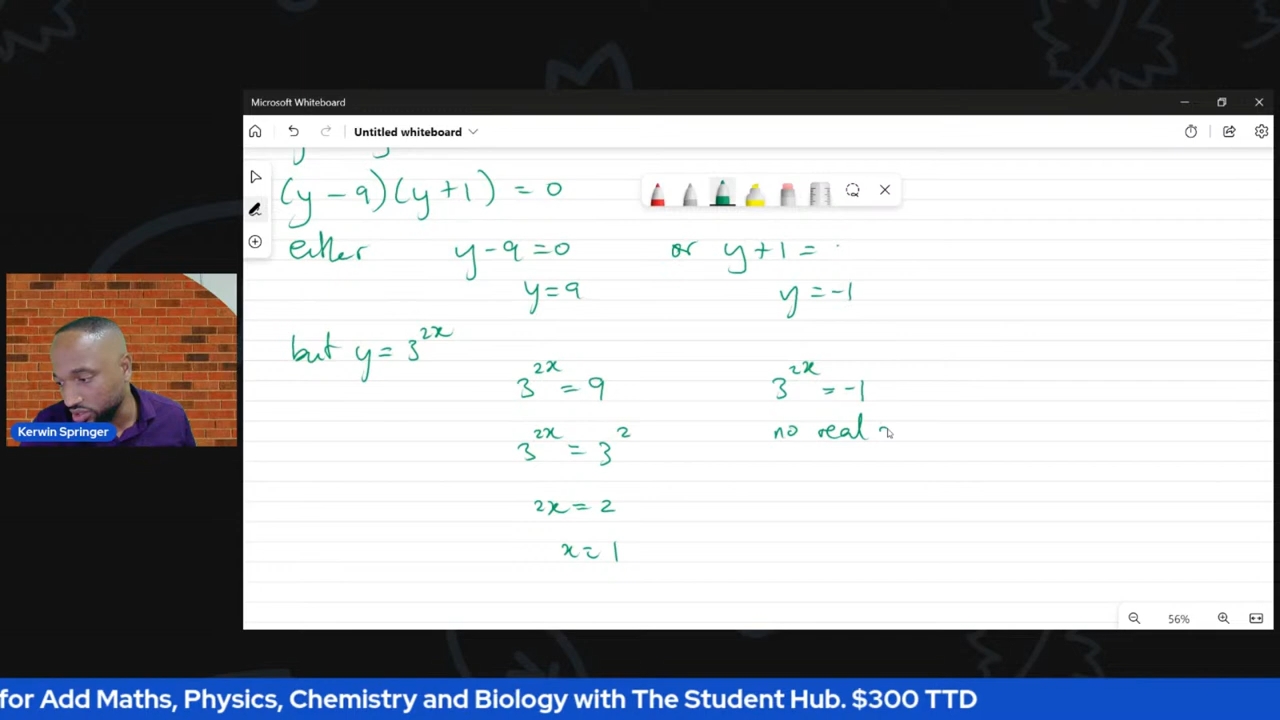 Microsoft Whiteboard
Untitled whiteboard
(y - 9)(y + 1) = 0
either y - 9 = 0 or y + 1 =
y = 9 y = -1
but y = 3^{2x}
3^{2x} = 9 3^{2x} = -1
3^{2x} = 3^2 no real
2x = 2
x = 1
Kerwin Springer
56%
for Add Maths, Physics, Chemistry and Biology with The Student Hub. $300 TTD